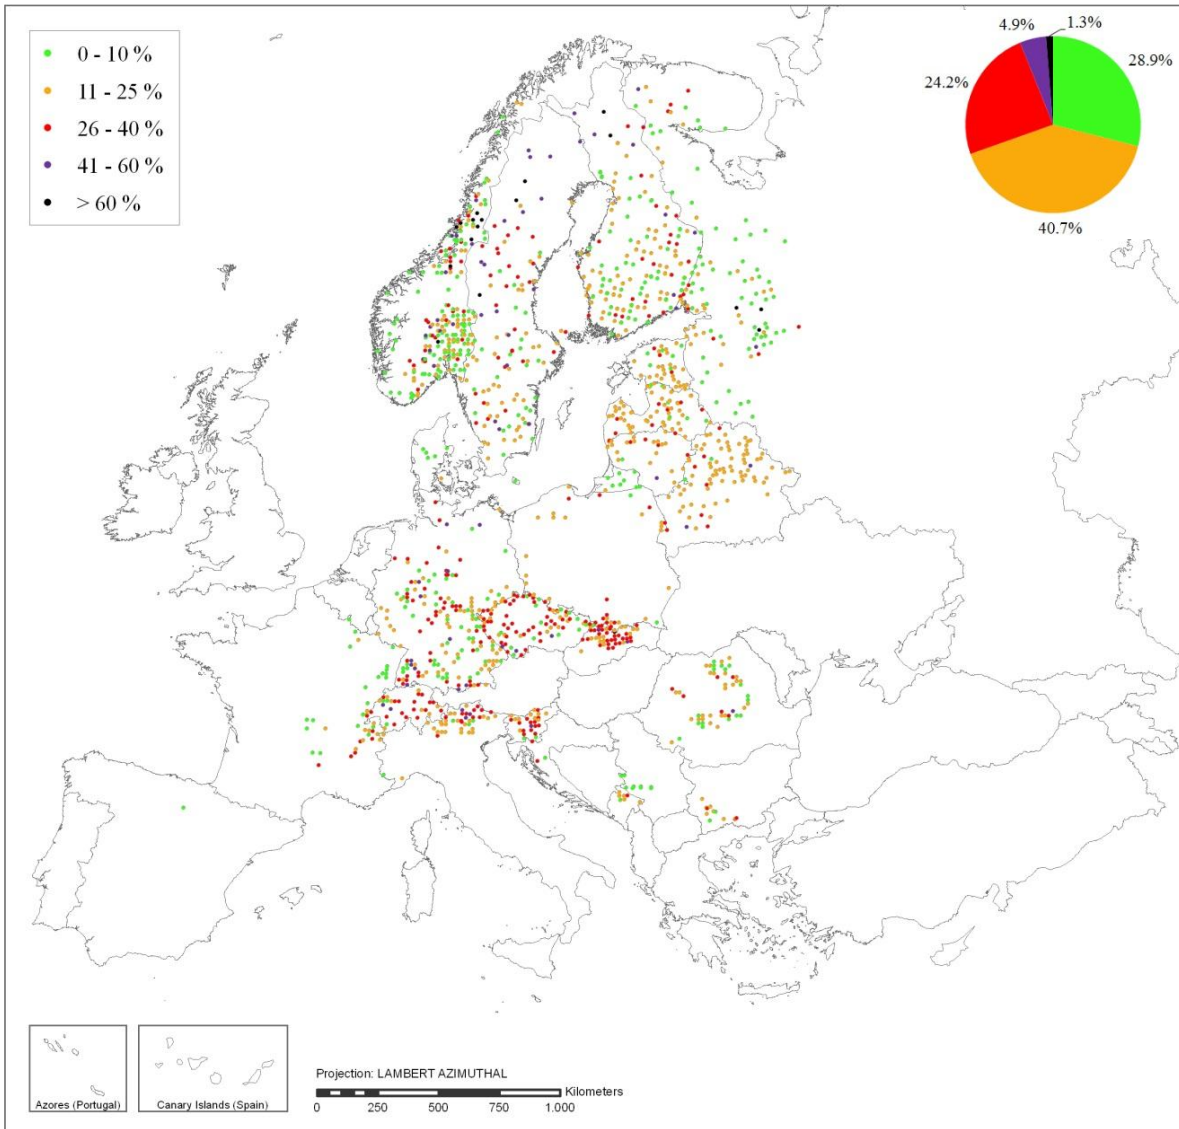 0 - 10 %
11 - 25 %
26 - 40 %
41 - 60 %
> 60 %
4.9%
1.3%
28.9%
24.2%
40.7%
Projection: LAMBERT AZIMUTHAL
Kilometers
0 250 500 750 1.000
Azores (Portugal)
Canary Islands (Spain)